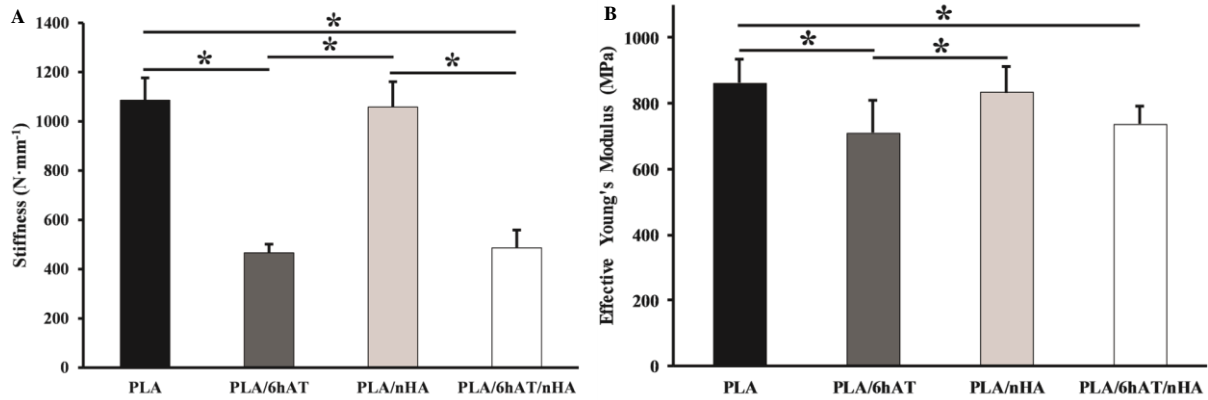 A
Stiffness (N·mm⁻¹)
1400
1200
1000
800
600
400
200
0
*
*
*
*
PLA
PLA/6hAT
PLA/nHA
PLA/6hAT/nHA
B
Effective Young's Modulus (MPa)
1000
800
600
400
200
0
*
*
*
PLA
PLA/6hAT
PLA/nHA
PLA/6hAT/nHA